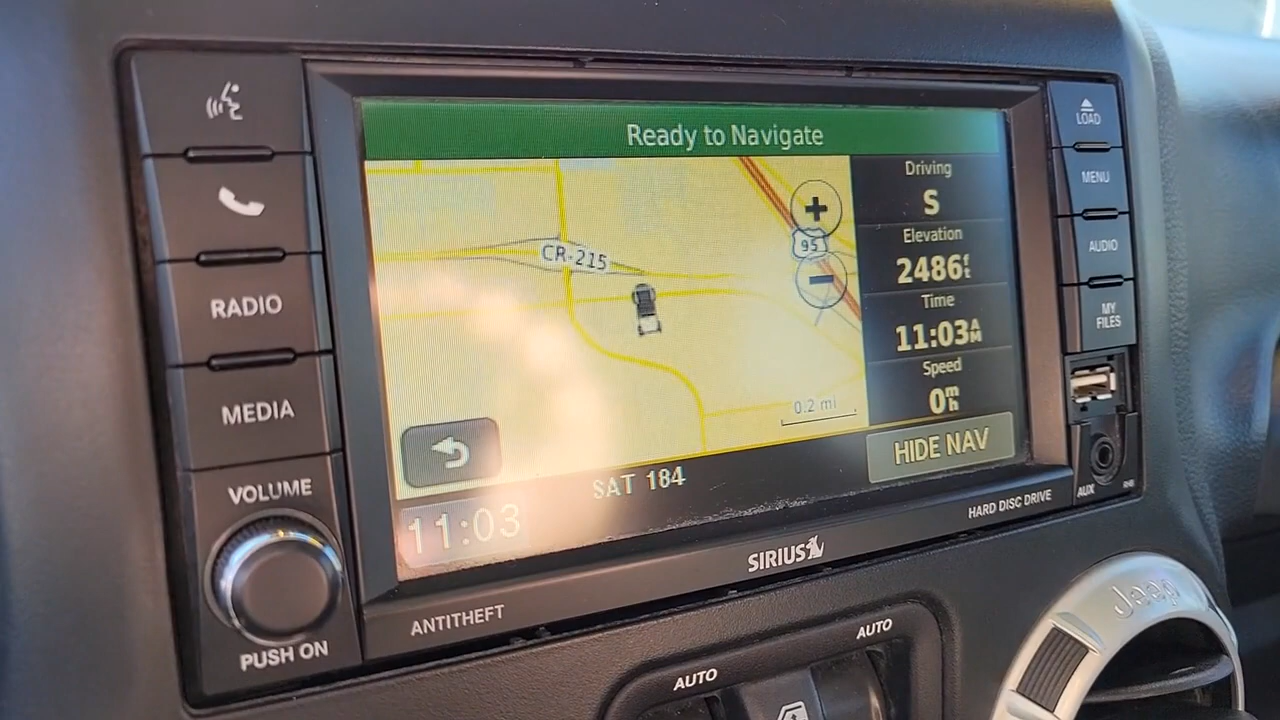 Ready to Navigate
CR-215
95
0.2 mi
Driving
S
Elevation
2486ft
Time
11:03AM
Speed
0mh
HIDE NAV
SAT 184
11:03
RADIO
MEDIA
VOLUME
PUSH ON
ANTITHEFT
SIRIUS
HARD DISC DRIVE
LOAD
MENU
AUDIO
MY
FILES
AUX
AUTO
AUTO
Jeep